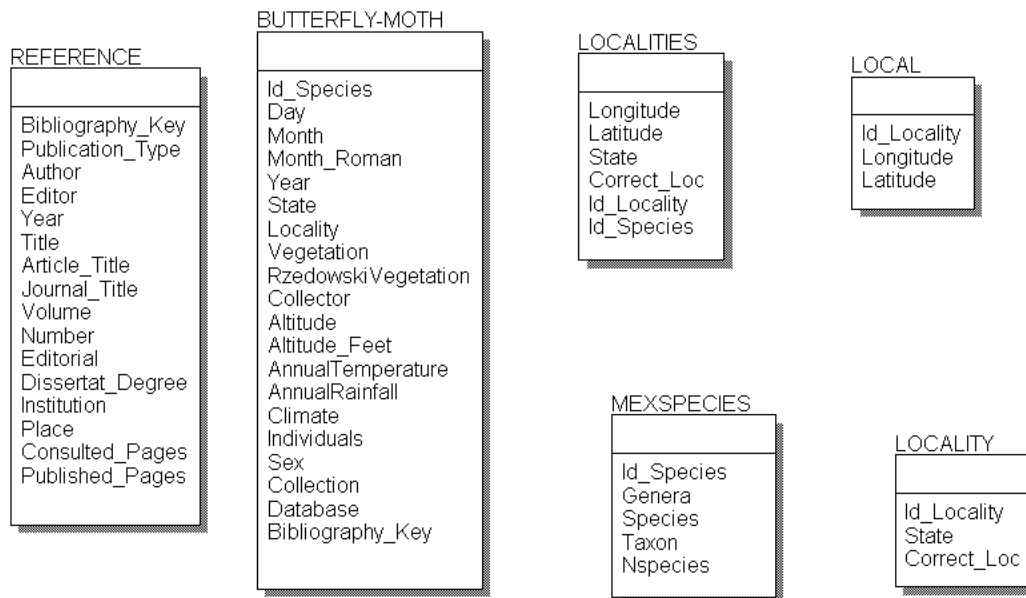 REFERENCE
Bibliography_Key
Publication_Type
Author
Editor
Year
Title
Article_Title
Journal_Title
Volume
Number
Editorial
Dissertat_Degree
Institution
Place
Consulted_Pages
Published_Pages
BUTTERFLY-MOTH
Id_Species
Day
Month
Month_Roman
Year
State
Locality
Vegetation
RzedowskiVegetation
Collector
Altitude
Altitude_Feet
AnnualTemperature
AnnualRainfall
Climate
Individuals
Sex
Collection
Database
Bibliography_Key
LOCALITIES
Longitude
Latitude
State
Correct_Loc
Id_Locality
Id_Species
LOCAL
Id_Locality
Longitude
Latitude
MEXSPECIES
Id_Species
Genera
Species
Taxon
Nspecies
LOCALITY
Id_Locality
State
Correct_Loc